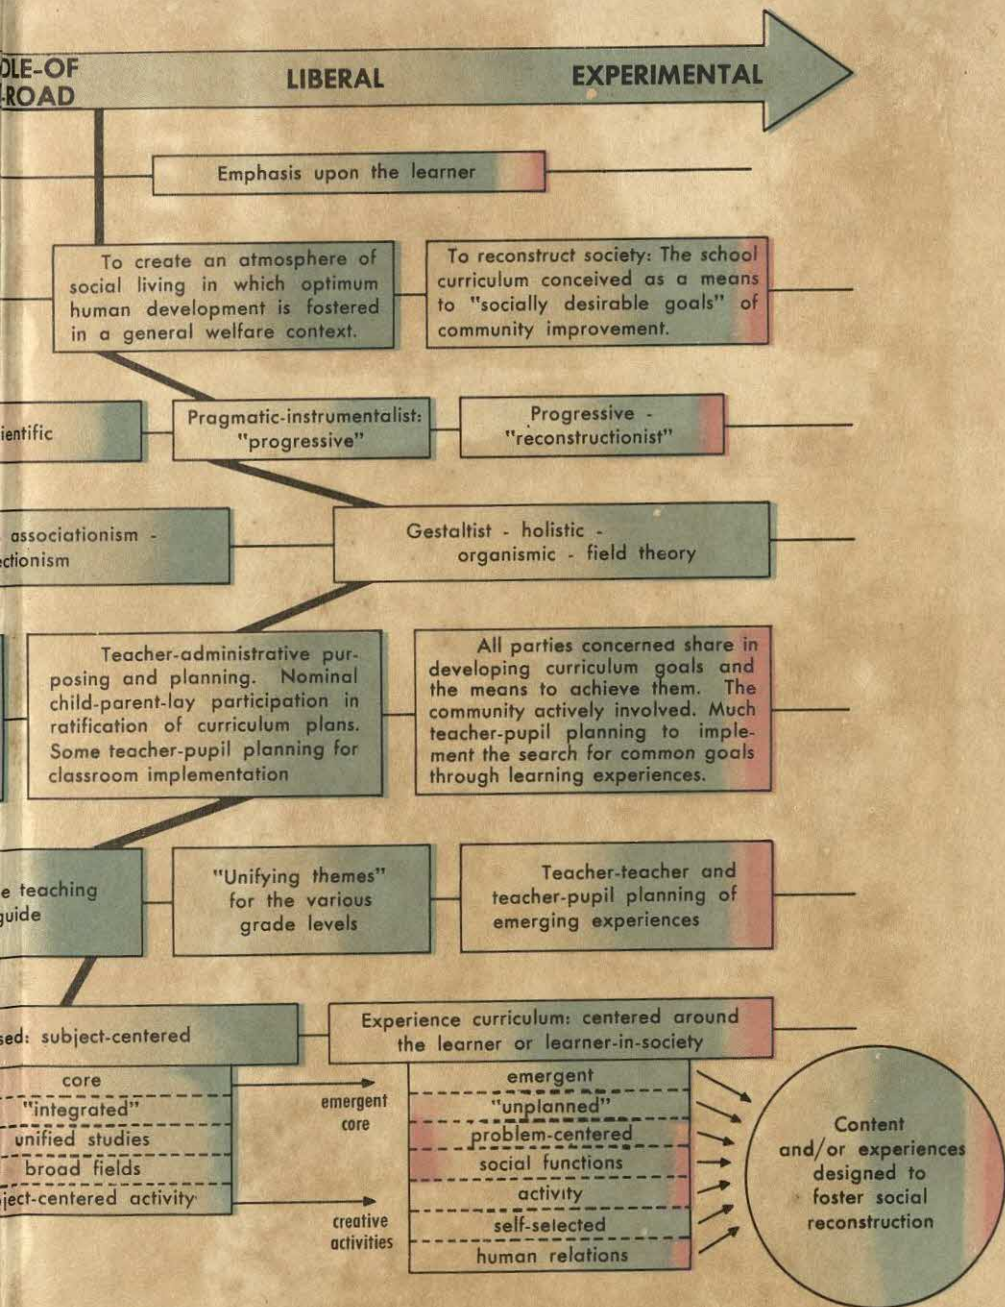 LIBERAL
EXPERIMENTAL
-ROAD
Emphasis upon the learner
To create an atmosphere of
social living in which optimum
human development is fostered
in a general welfare context.
To reconstruct society: The school
curriculum conceived as a means
to "socially desirable goals" of
community improvement.
Pragmatic-instrumentalist:
"progressive"
Progressive -
"reconstructionist"
associationism -
Gestaltist - holistic -
organismic - field theory
Teacher-administrative pur-
posing and planning. Nominal
child-parent-lay participation in
ratification of curriculum plans.
Some teacher-pupil planning for
classroom implementation
All parties concerned share in
developing curriculum goals and
the means to achieve them. The
community actively involved. Much
teacher-pupil planning to imple-
ment the search for common goals
through learning experiences.
teaching
guide
"Unifying themes"
for the various
grade levels
Teacher-teacher and
teacher-pupil planning of
emerging experiences
subject-centered
Experience curriculum: centered around
the learner or learner-in-society
core
"integrated"
unified studies
broad fields
activity
emergent
core
creative
activities
emergent
"unplanned"
problem-centered
social functions
activity
self-selected
human relations
Content
and/or experiences
designed to
foster social
reconstruction